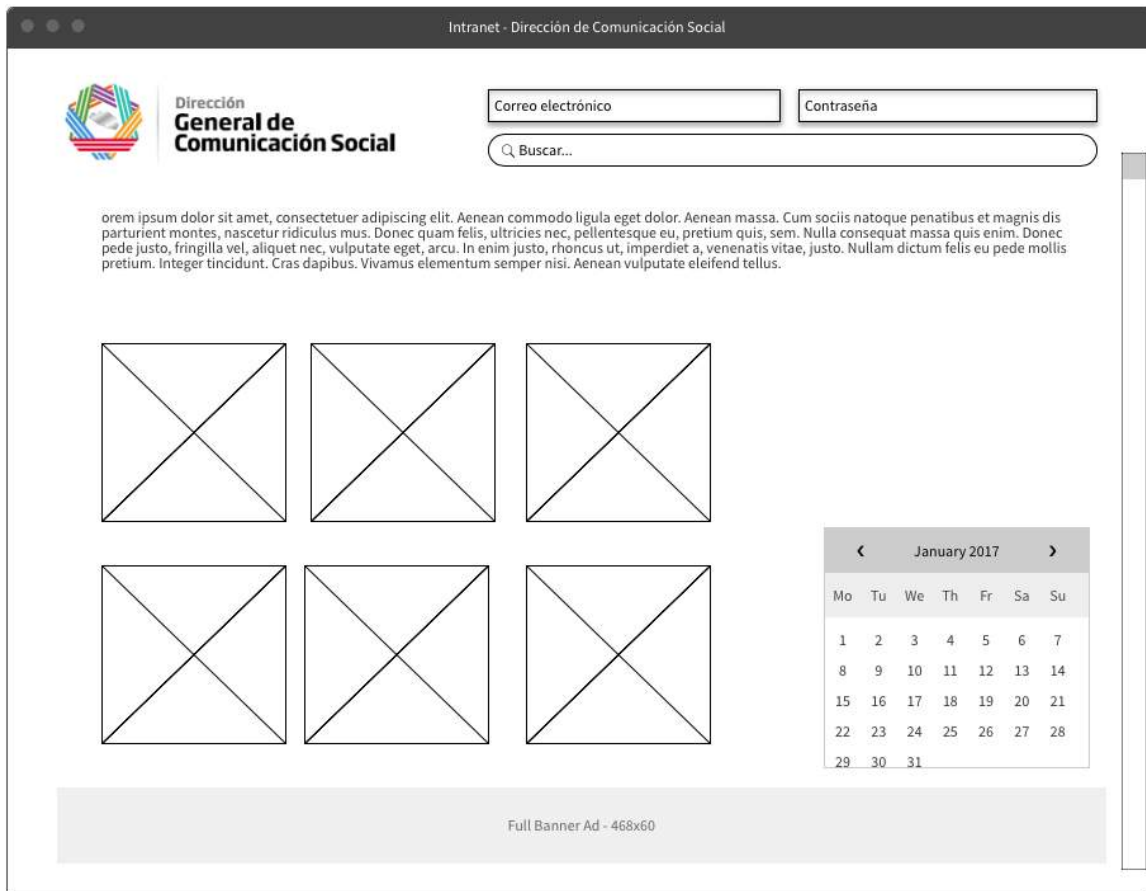 Intranet - Dirección de Comunicación Social
Dirección
General de
Comunicación Social
Correo electrónico
Contraseña
Buscar...
orem ipsum dolor sit amet, consectetuer adipiscing elit. Aenean commodo ligula eget dolor. Aenean massa. Cum sociis natoque penatibus et magnis dis
parturient montes, nascetur ridiculus mus. Donec quam felis, ultricies nec, pellentesque eu, pretium quis, sem. Nulla consequat massa quis enim. Donec
pede justo, fringilla vel, aliquet nec, vulputate eget, arcu. In enim justo, rhoncus ut, imperdiet a, venenatis vitae, justo. Nullam dictum felis eu pede mollis
pretium. Integer tincidunt. Cras dapibus. Vivamus elementum semper nisi. Aenean vulputate eleifend tellus.
January 2017
Mo Tu We Th Fr Sa Su
1 2 3 4 5 6 7
8 9 10 11 12 13 14
15 16 17 18 19 20 21
22 23 24 25 26 27 28
29 30 31
Full Banner Ad - 468x60